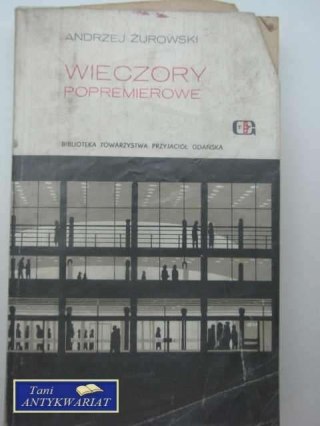 ANDRZEJ ŻUROWSKI
WIECZORY
POPREMIEROWE
BIBLIOTEKA TOWARZYSTWA PRZYJACIÓŁ GDAŃSKA
Tani
ANTYKWARIAT